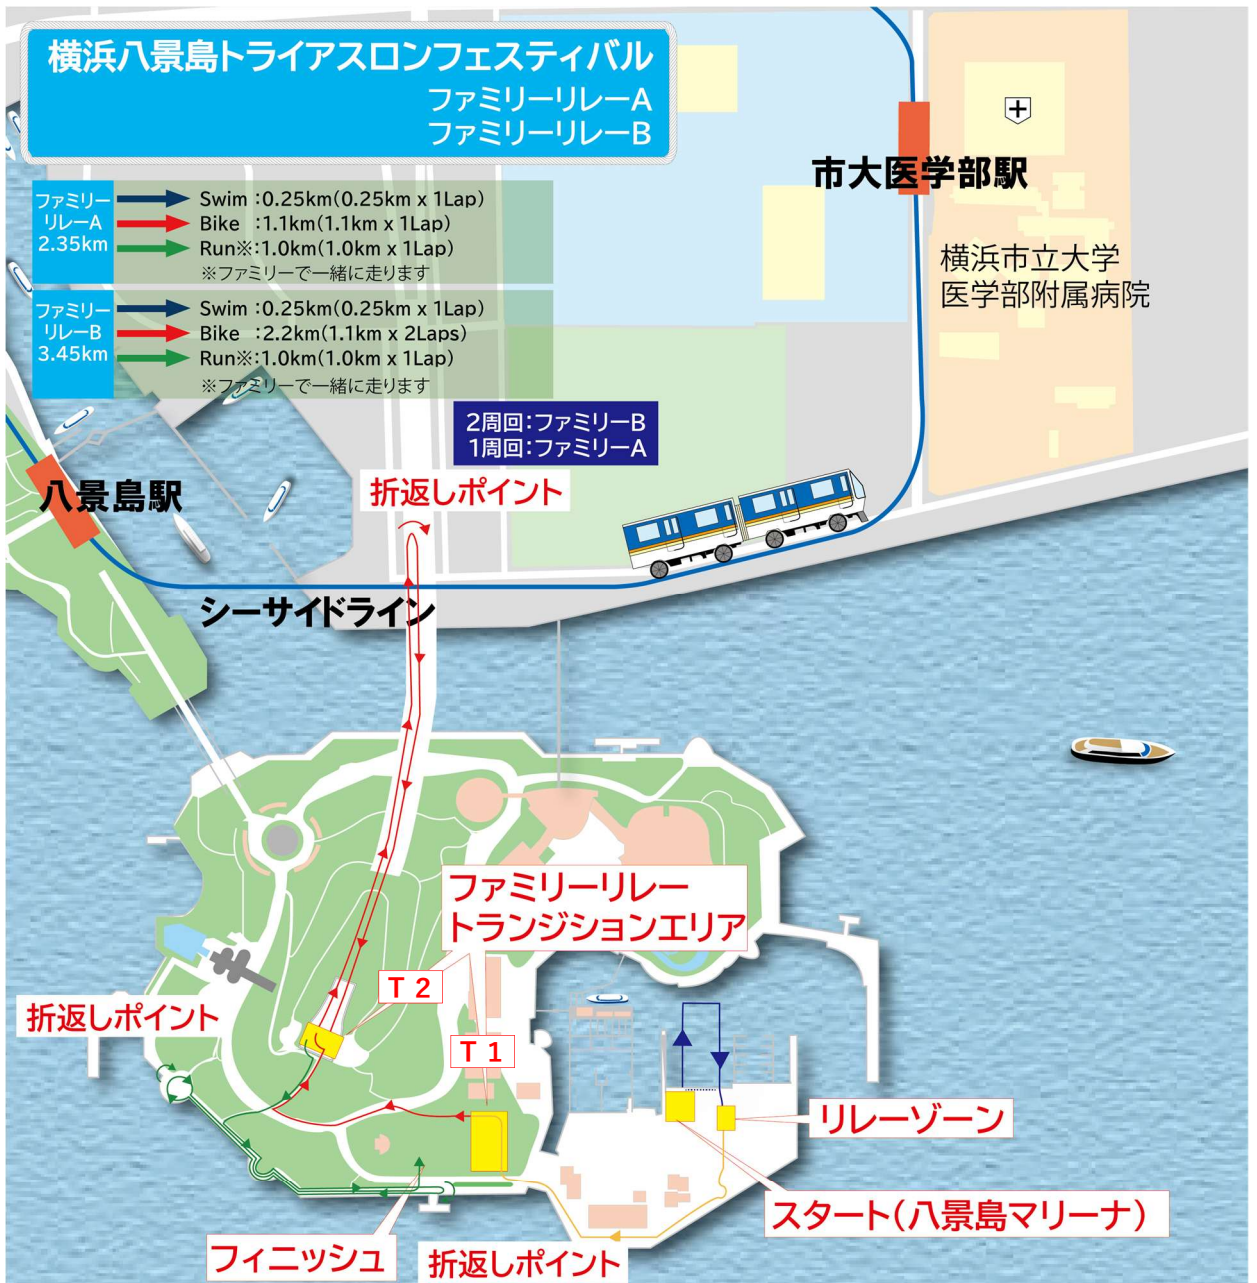 横浜八景島トライアスロンフェスティバル
ファミリーリレーA
ファミリーリレーB
ファミリー
リレーA
2.35km
Swim :0.25km(0.25km x 1Lap)
Bike :1.1km(1.1km x 1Lap)
Run※:1.0km(1.0km x 1Lap)
※ファミリーで一緒に走ります
ファミリー
リレーB
3.45km
Swim :0.25km(0.25km x 1Lap)
Bike :2.2km(1.1km x 2Laps)
Run※:1.0km(1.0km x 1Lap)
※ファミリーで一緒に走ります
市大医学部駅
横浜市立大学
医学部附属病院
2周回:ファミリーB
1周回:ファミリーA
折返しポイント
八景島駅
シーサイドライン
ファミリーリレー
トランジションエリア
T 2
折返しポイント
T 1
リレーゾーン
スタート(八景島マリーナ)
フィニッシュ
折返しポイント